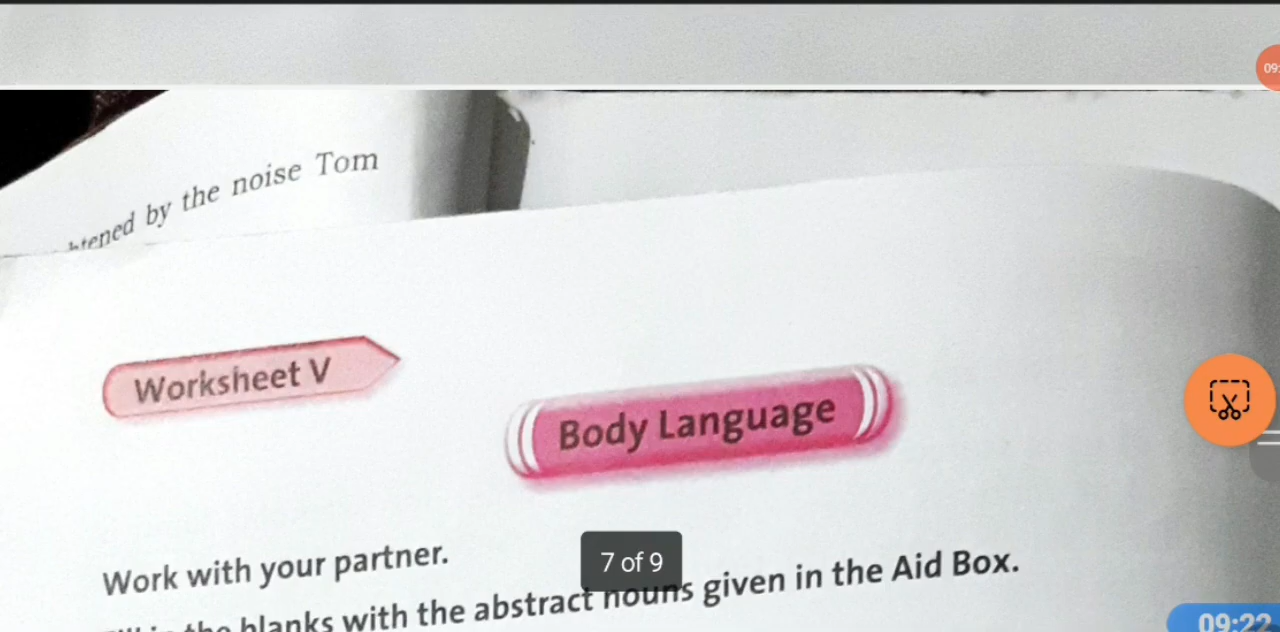 09:
by the noise Tom
Worksheet V
Body Language
Work with your partner.
7 of 9
blanks with the abstract nouns given in the Aid Box.
09:22